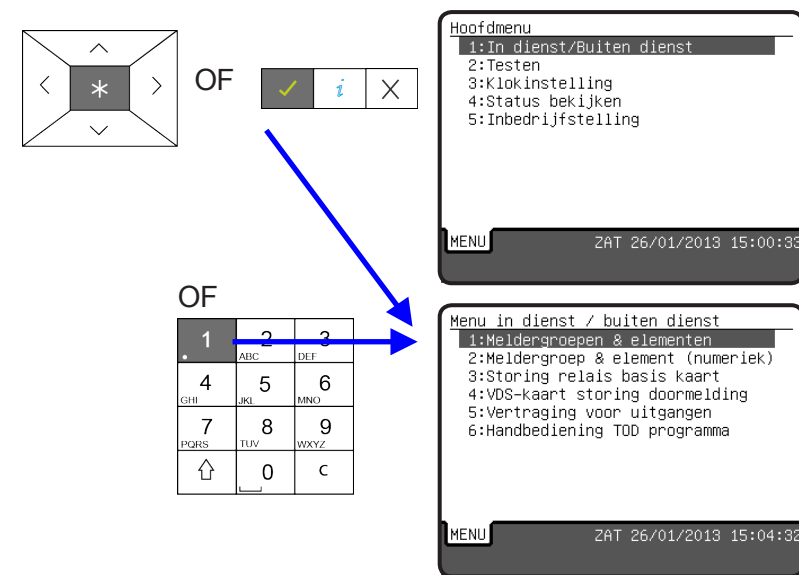 OF
i
Hoofdmenu
1:In dienst/Buiten dienst
2:Testen
3:Klokinstelling
4:Status bekijken
5:Inbedrijfstelling
MENU ZAT 26/01/2013 15:00:33
OF
1 2 3
. ABC DEF
4 5 6
GHI JKL MNO
7 8 9
PQRS TUV WXYZ
0 C
Menu in dienst / buiten dienst
1:Meldergroepen & elementen
2:Meldergroep & element (numeriek)
3:Storing relais basis kaart
4:VDS-kaart storing doormelding
5:Vertraging voor uitgangen
6:Handbediening TOD programma
MENU ZAT 26/01/2013 15:04:32